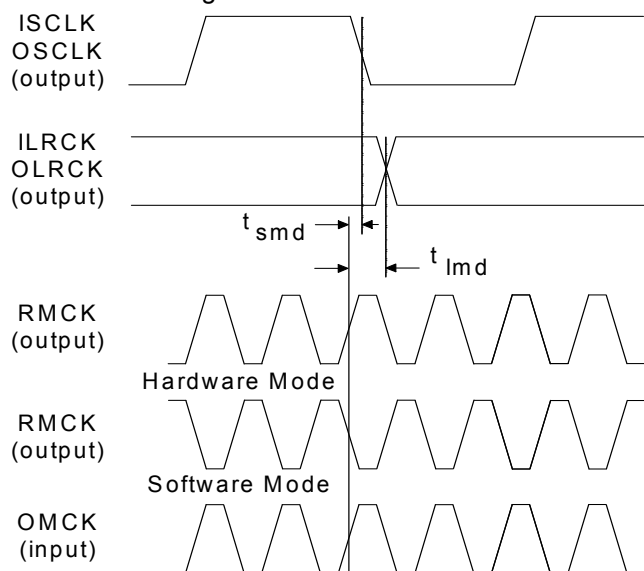 ISCLK
OSCLK
(output)
ILRCK
OLRCK
(output)
t smd
t lmd
RMCK
(output)
Hardware Mode
RMCK
(output)
Software Mode
OMCK
(input)